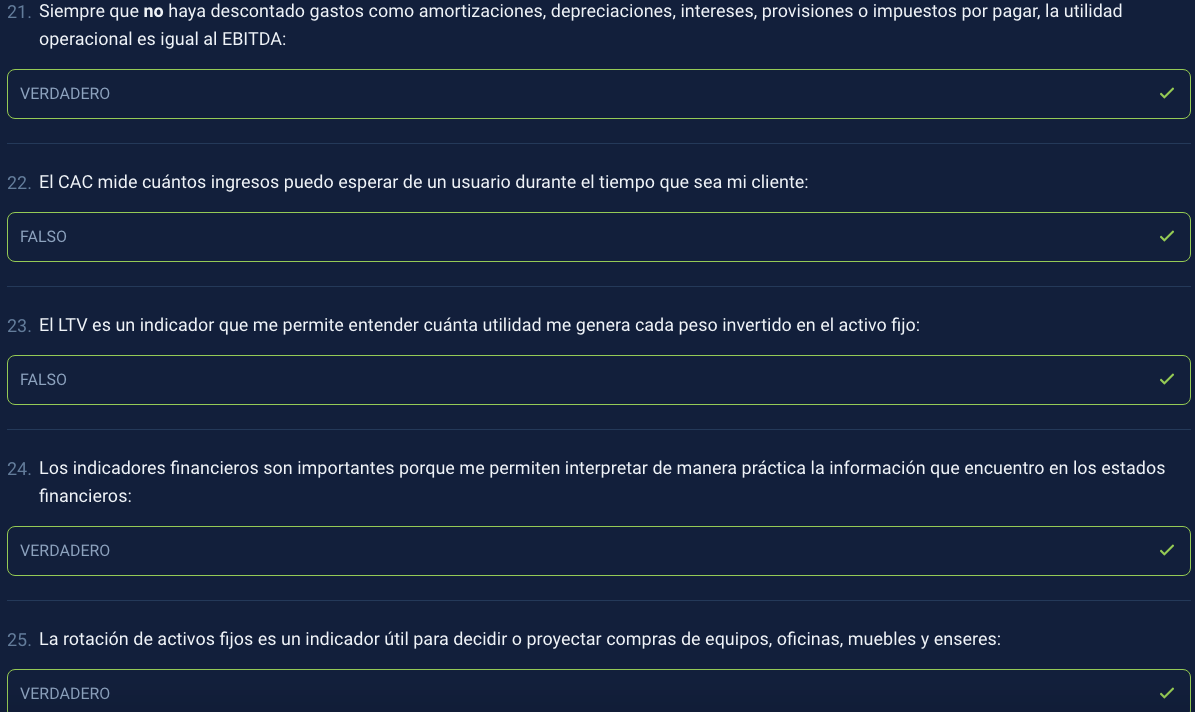 21. Siempre que no haya descontado gastos como amortizaciones, depreciaciones, intereses, provisiones o impuestos por pagar, la utilidad
operacional es igual al EBITDA:
VERDADERO
22. El CAC mide cuántos ingresos puedo esperar de un usuario durante el tiempo que sea mi cliente:
FALSO
23. El LTV es un indicador que me permite entender cuánta utilidad me genera cada peso invertido en el activo fijo:
FALSO
24. Los indicadores financieros son importantes porque me permiten interpretar de manera práctica la información que encuentro en los estados
financieros:
VERDADERO
25. La rotación de activos fijos es un indicador útil para decidir o proyectar compras de equipos, oficinas, muebles y enseres:
VERDADERO